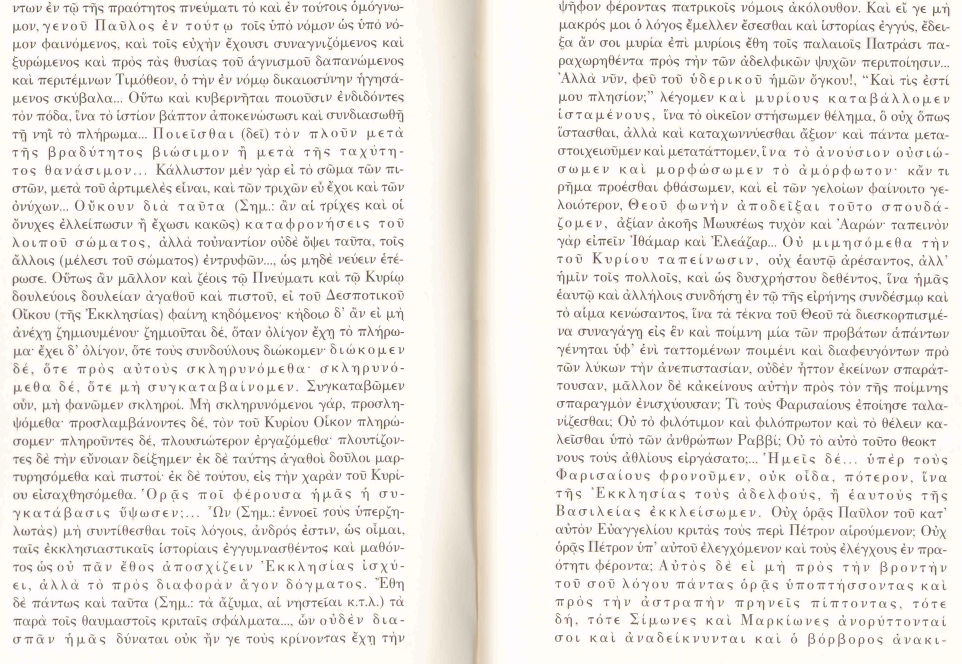 ντων ἐν τῷ τῆς πραότητος πνεύματι τὸ καὶ ἐν τούτοις ὁμόγνω-
μον, γενοῦ Παῦλος ἐν τούτῳ τοῖς ὑπὸ νόμον ὡς ὑπὸ νό-
μον φαινόμενος, καὶ τοῖς εὐχὴν ἔχουσι συναγνιζόμενος καὶ
ξυρώμενος καὶ πρὸς τὰς θυσίας τοῦ ἁγνισμοῦ δαπανώμενος
καὶ περιτέμνων Τιμόθεον, ὁ τὴν ἐν νόμῳ δικαιοσύνην ἡγησά-
μενος σκύβαλα... Οὕτω καὶ κυβερνῆται ποιοῦσιν ἐνδιδόντες
τὸν πόδα, ἵνα τὸ ἱστίον βάπτον ἀποκενώσωσι καὶ συνδιασωθῇ
τῇ νηῒ τὸ πλήρωμα... Ποιεῖσθαι (δεῖ) τὸν πλοῦν μετὰ
τῆς βραδύτητος βιώσιμον ἢ μετὰ τῆς ταχύτη-
τος θανάσιμον... Κάλλιστον μὲν γὰρ εἰ τὸ σῶμα τῶν πι-
στῶν, μετὰ τοῦ ἀρτιμελὲς εἶναι, καὶ τῶν τριχῶν εὖ ἔχοι καὶ τῶν
ὀνύχων... Οὔκουν διὰ ταῦτα (Σημ.: ἂν αἱ τρίχες καὶ οἱ
ὄνυχες ἐλλείπωσιν ἢ ἔχωσι κακῶς) καταφρονήσεις τοῦ
λοιποῦ σώματος, ἀλλὰ τοὐναντίον οὐδὲ ὄψει ταῦτα, τοῖς
ἄλλοις (μέλεσι τοῦ σώματος) ἐντρυφῶν..., ὡς μηδὲ νεύειν ἑτέ-
ρωσε. Οὕτως ἂν μᾶλλον καὶ ζέοις τῷ Πνεύματι καὶ τῷ Κυρίῳ
δουλεύοις δουλείαν ἀγαθοῦ καὶ πιστοῦ, εἰ τοῦ Δεσποτικοῦ
Οἴκου (τῆς Ἐκκλησίας) φαίνῃ κηδόμενος· κήδοιο δ' ἂν εἰ μὴ
ἀνέχῃ ζημιουμένου· ζημιοῦται δέ, ὅταν ὀλίγον ἔχῃ τὸ πλήρω-
μα· ἔχει δ' ὀλίγον, ὅτε τοὺς συνδούλους διώκομεν· διώκομεν
δέ, ὅτε πρὸς αὐτοὺς σκληρυνόμεθα· σκληρυνό-
μεθα δέ, ὅτε μὴ συγκαταβαίνομεν. Συγκαταβῶμεν
οὖν, μὴ φανῶμεν σκληροί. Μὴ σκληρυνόμενοι γάρ, προσλη-
ψόμεθα· προσλαμβάνοντες δέ, τὸν τοῦ Κυρίου Οἶκον πληρώ-
σομεν· πληροῦντες δέ, πλουσιώτερον ἐργαζόμεθα· πλουτίζον-
τες δὲ τὴν εὔνοιαν δείξημεν· ἐκ δὲ ταύτης ἀγαθοὶ δοῦλοι μαρ-
τυρησόμεθα καὶ πιστοί· ἐκ δὲ τούτου, εἰς τὴν χαρὰν τοῦ Κυρί-
ου εἰσαχθησόμεθα. Ὁρᾷς ποῖ φέρουσα ἡμᾶς ἡ συ-
γκατάβασις ὕψωσεν;... Ὧν (Σημ.: ἐννοεῖ τοὺς ὑπερζη-
λωτάς) μὴ συντίθεσθαι τοῖς λόγοις, ἀνδρός ἐστιν, ὡς οἶμαι,
ταῖς ἐκκλησιαστικαῖς ἱστορίαις ἐγγυμνασθέντος καὶ μαθόν-
τος ὡς οὐ πᾶν ἔθος ἀποσχίζειν Ἐκκλησίας ἰσχύ-
ει, ἀλλὰ τὸ πρὸς διαφορὰν ἄγον δόγματος. Ἔθη
δὲ πάντως καὶ ταῦτα (Σημ.: τὰ ἄζυμα, αἱ νηστεῖαι κ.τ.λ.) τὰ
παρὰ τοῖς θαυμαστοῖς κριταῖς σφάλματα..., ὧν οὐδὲν δια-
σπᾶν ἡμᾶς δύναται οὐκ ἤν γε τοὺς κρίνοντας ἔχῃ τὴν
ψῆφον φέροντας πατρικοῖς νόμοις ἀκόλουθον. Καὶ εἴ γε μὴ
μακρός μοι ὁ λόγος ἔμελλεν ἔσεσθαι καὶ ἱστορίας ἐγγύς, ἔδει-
ξα ἄν σοι μυρία ἐπὶ μυρίοις ἔθη τοῖς παλαιοῖς Πατράσι πα-
ραχωρηθέντα πρὸς τὴν τῶν ἀδελφικῶν ψυχῶν περιποίησιν...
Ἀλλὰ νῦν, φεῦ τοῦ ὑδερικοῦ ἡμῶν ὄγκου!, "Καὶ τίς ἐστί
μου πλησίον;" λέγομεν καὶ μυρίους καταβάλλομεν
ἱσταμένους, ἵνα τὸ οἰκεῖον στήσωμεν θέλημα, ὃ οὐχ ὅπως
ἵστασθαι, ἀλλὰ καὶ καταχωννύεσθαι ἄξιον· καὶ πάντα μετα-
στοιχειοῦμεν καὶ μετατάττομεν, ἵνα τὸ ἀνούσιον οὐσιώ-
σωμεν καὶ μορφώσωμεν τὸ ἀμόρφωτον· κἄν τι
ρῆμα προέσθαι φθάσωμεν, καὶ εἰ τῶν γελοίων φαίνοιτο γε-
λοιότερον, Θεοῦ φωνὴν ἀποδεῖξαι τοῦτο σπουδά-
ζομεν, ἀξίαν ἀκοῆς Μωυσέως τυχὸν καὶ Ἀαρών· ταπεινὸν
γὰρ εἰπεῖν Ἰθάμαρ καὶ Ἐλεάζαρ... Οὐ μιμησόμεθα τὴν
τοῦ Κυρίου ταπείνωσιν, οὐχ ἑαυτῷ ἀρέσαντος, ἀλλ'
ἡμῖν τοῖς πολλοῖς, καὶ ὡς δυσχρήστου δεθέντος, ἵνα ἡμᾶς
ἑαυτῷ καὶ ἀλλήλοις συνδήσῃ ἐν τῷ τῆς εἰρήνης συνδέσμῳ καὶ
τὸ αἷμα κενώσαντος, ἵνα τὰ τέκνα τοῦ Θεοῦ τὰ διεσκορπισμέ-
να συναγάγῃ εἰς ἓν καὶ ποίμνη μία τῶν προβάτων ἁπάντων
γένηται ὑφ' ἑνὶ ταττομένων ποιμένι καὶ διαφευγόντων πρὸ
τῶν λύκων τὴν ἀνεπιστασίαν, οὐδὲν ἧττον ἐκείνων σπαράτ-
τουσαν, μᾶλλον δὲ κἀκείνους αὐτὴν πρὸς τὸν τῆς ποίμνης
σπαραγμὸν ἐνισχύουσαν; Τί τοὺς Φαρισαίους ἐποίησε ταλα-
νίζεσθαι; Οὐ τὸ φιλότιμον καὶ φιλόπρωτον καὶ τὸ θέλειν κα-
λεῖσθαι ὑπὸ τῶν ἀνθρώπων Ραββί; Οὐ τὸ αὐτὸ τοῦτο θεοκτ
νους τοὺς ἀθλίους εἰργάσατο;... Ἡμεῖς δέ... ὑπὲρ τοὺς
Φαρισαίους φρονοῦμεν, οὐκ οἶδα, πότερον, ἵνα
τῆς Ἐκκλησίας τοὺς ἀδελφούς, ἢ ἑαυτοὺς τῆς
Βασιλείας ἐκκλείσωμεν. Οὐχ ὁρᾷς Παῦλον τοῦ κατ'
αὐτὸν Εὐαγγελίου κριτὰς τοὺς περὶ Πέτρον αἱρούμενον; Οὐχ
ὁρᾷς Πέτρον ὑπ' αὐτοῦ ἐλεγχόμενον καὶ τοὺς ἐλέγχους ἐν πρα-
ότητι φέροντα; Αὐτὸς δὲ εἰ μὴ πρὸς τὴν βροντὴν
τοῦ σοῦ λόγου πάντας ὁρᾷς ὑποπτήσσοντας καὶ
πρὸς τὴν ἀστραπὴν πρηνεῖς πίπτοντας, τότε
δή, τότε Σίμωνες καὶ Μαρκίωνες ἀνορύττονταί
σοι καὶ ἀναδείκνυνται καὶ ὁ βόρβορος ἀνακι-